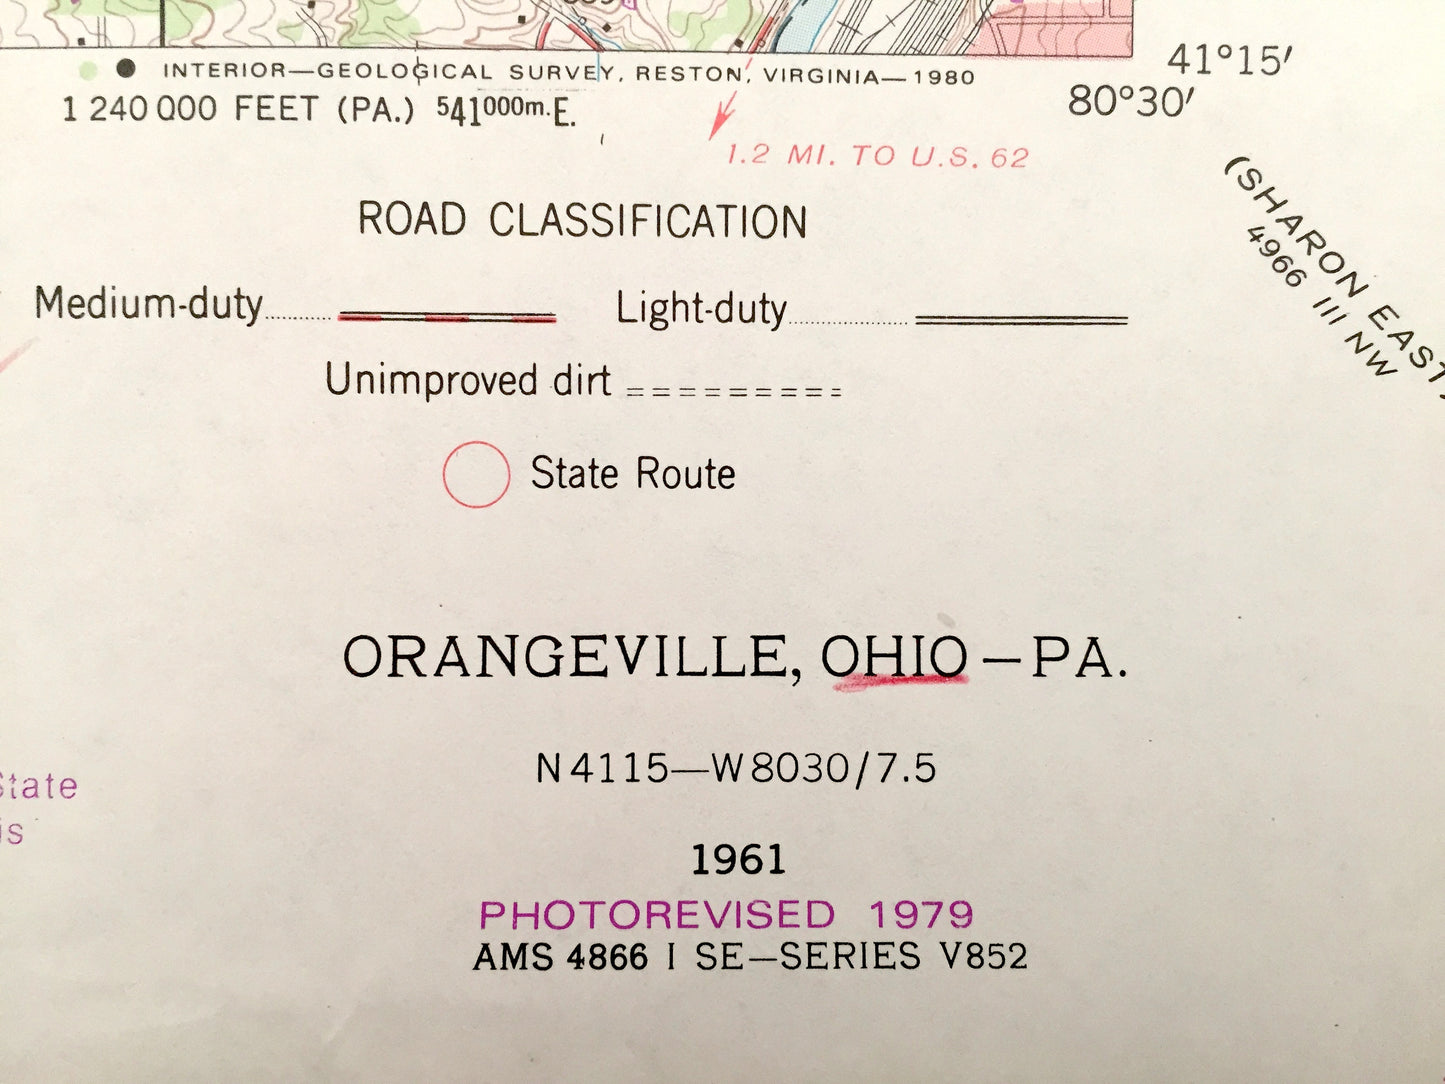 INTERIOR—GEOLOGICAL SURVEY, RESTON, VIRGINIA—1980
41°15′
80°30′
1 240 000 FEET (PA.) 541000m.E.
1.2 MI. TO U.S. 62
(SHARON EAST
4966 III NW
ROAD CLASSIFICATION
Medium-duty Light-duty
Unimproved dirt
State Route
ORANGEVILLE, OHIO—PA.
N4115—W8030/7.5
State
is
1961
PHOTOREVISED 1979
AMS 4866 I SE—SERIES V852